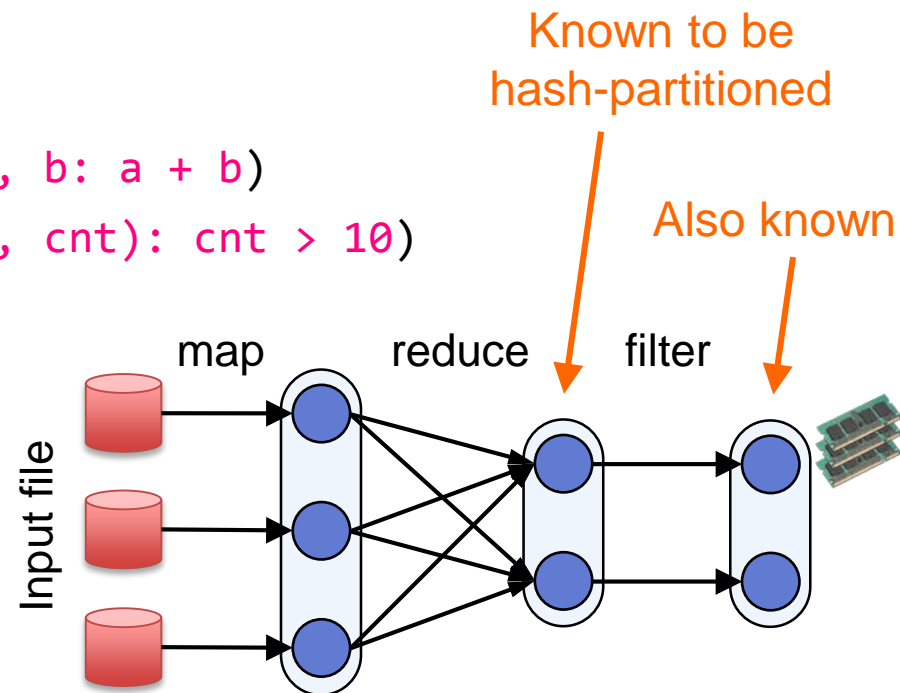 Known to be
hash-partitioned
, b: a + b)
, cnt): cnt > 10)
Also known
map
reduce
filter
Input file